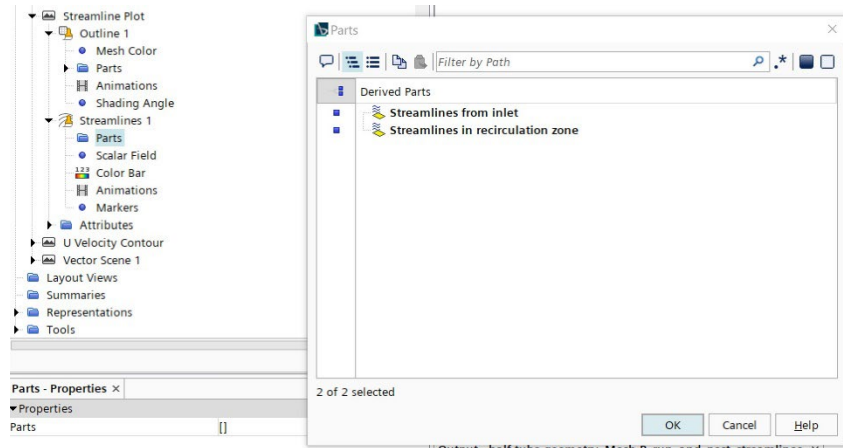 Streamline Plot
Outline 1
Mesh Color
Parts
Animations
Shading Angle
Streamlines 1
Parts
Scalar Field
Color Bar
Animations
Markers
Attributes
U Velocity Contour
Vector Scene 1
Layout Views
Summaries
Representations
Tools
Parts - Properties ×
Properties
Parts []
Parts
Filter by Path .*
Derived Parts
Streamlines from inlet
Streamlines in recirculation zone
2 of 2 selected
OK Cancel Help